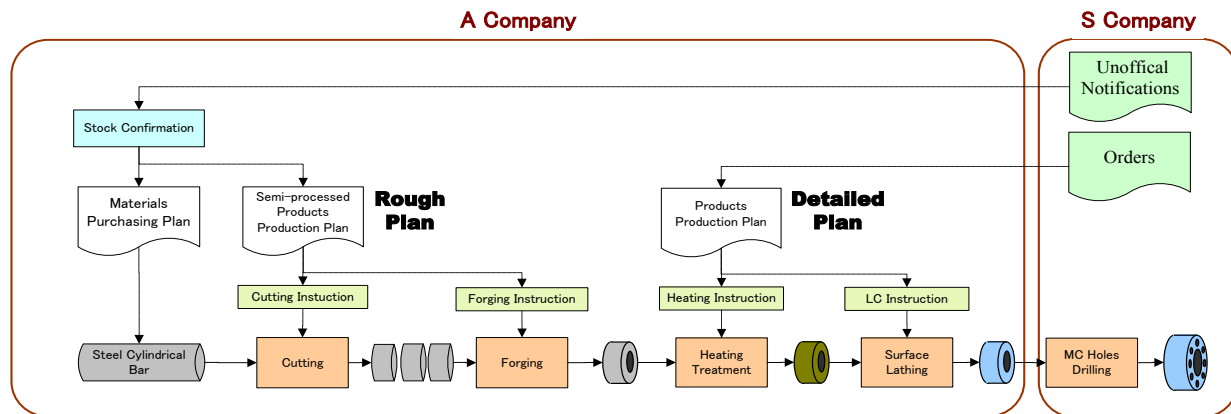 A Company
S Company
Unoffical
Notifications
Stock Confirmation
Orders
Materials
Purchasing Plan
Semi-processed
Products
Production Plan
Rough
Plan
Products
Production Plan
Detailed
Plan
Cutting Instuction
Forging Instruction
Heating Instruction
LC Instruction
Steel Cylindrical
Bar
Cutting
Forging
Heating
Treatment
Surface
Lathing
MC Holes
Drilling